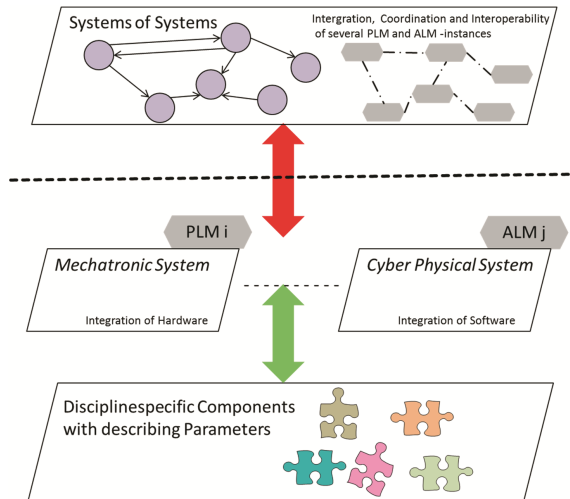 Systems of Systems
Intergration, Coordination and Interoperability
of several PLM and ALM -instances
PLM i
ALM j
Mechatronic System
Cyber Physical System
Integration of Hardware
Integration of Software
Disciplinespecific Components
with describing Parameters